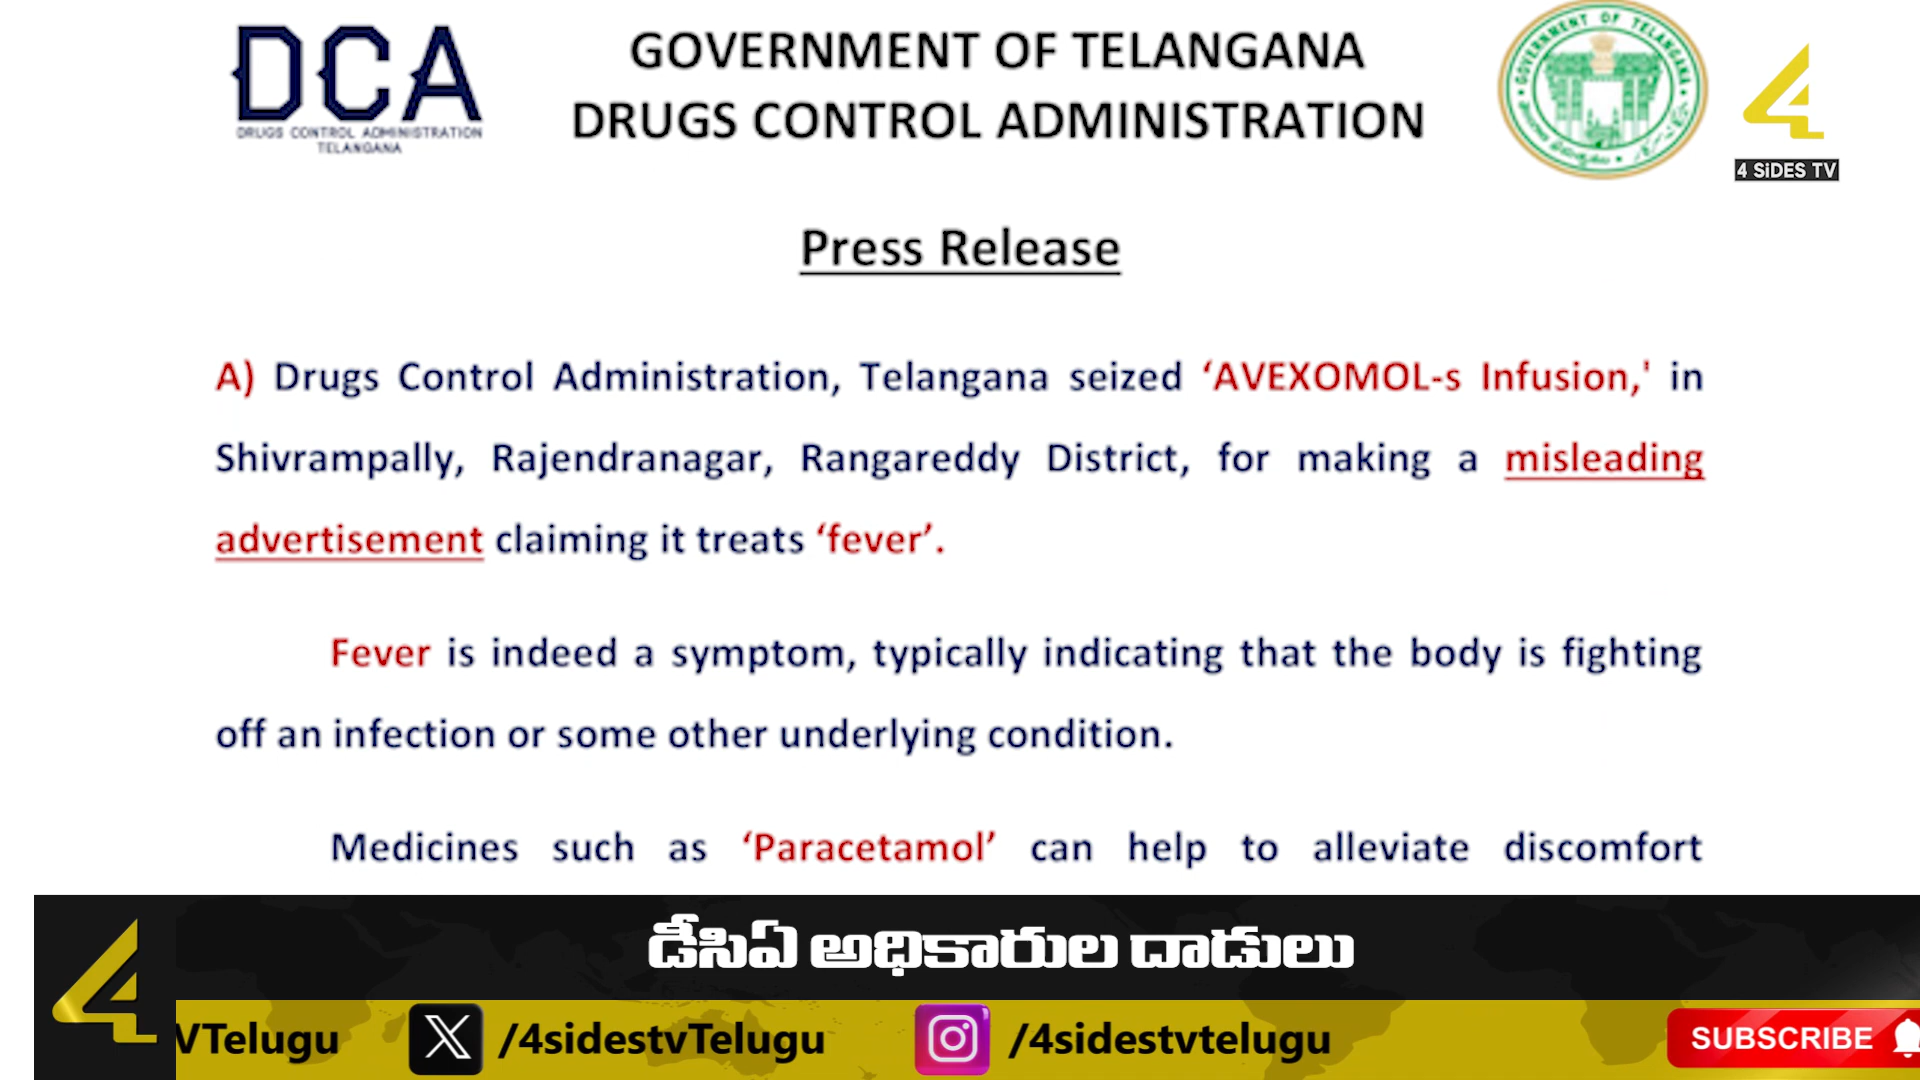 DCA
DRUGS CONTROL ADMINISTRATION
TELANGANA
GOVERNMENT OF TELANGANA
DRUGS CONTROL ADMINISTRATION
GOVERNMENT OF TELANGANA
4 SiDES TV
Press Release
A) Drugs Control Administration, Telangana seized ‘AVEXOMOL-s Infusion,' in
Shivrampally, Rajendranagar, Rangareddy District, for making a misleading
advertisement claiming it treats ‘fever’.
Fever is indeed a symptom, typically indicating that the body is fighting
off an infection or some other underlying condition.
Medicines such as ‘Paracetamol’ can help to alleviate discomfort
డీసీఏ అధికారుల దాడులు
VTelugu /4sidestvTelugu /4sidestvtelugu SUBSCRIBE